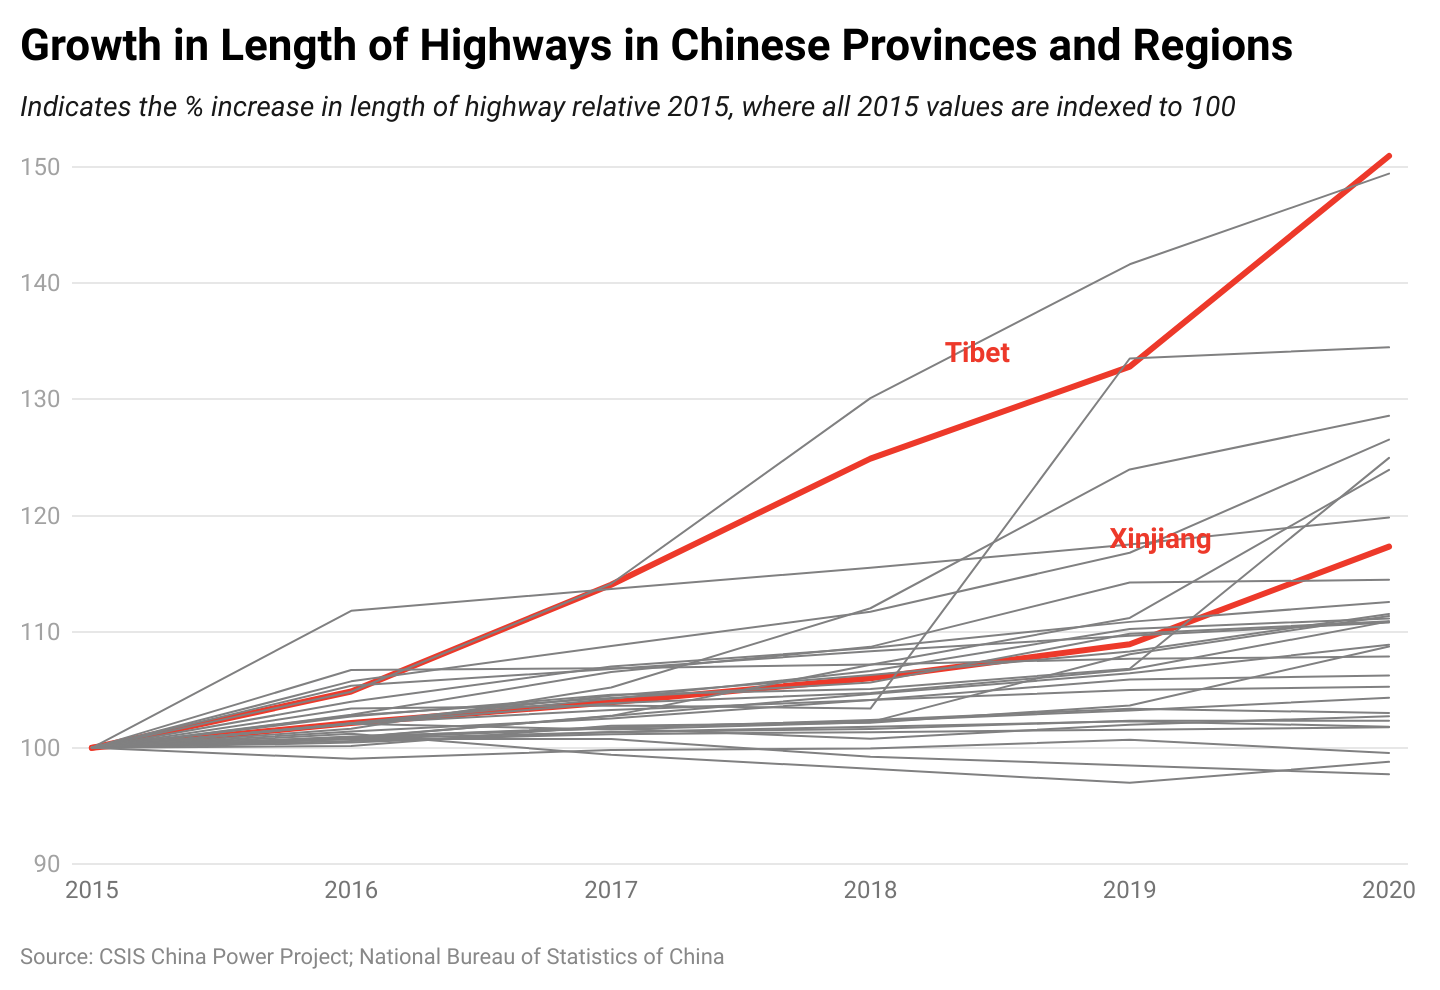 Growth in Length of Highways in Chinese Provinces and Regions
Indicates the % increase in length of highway relative 2015, where all 2015 values are indexed to 100
150
140
Tibet
130
120
Xinjiang
110
100
90
2015 2016 2017 2018 2019 2020
Source: CSIS China Power Project; National Bureau of Statistics of China